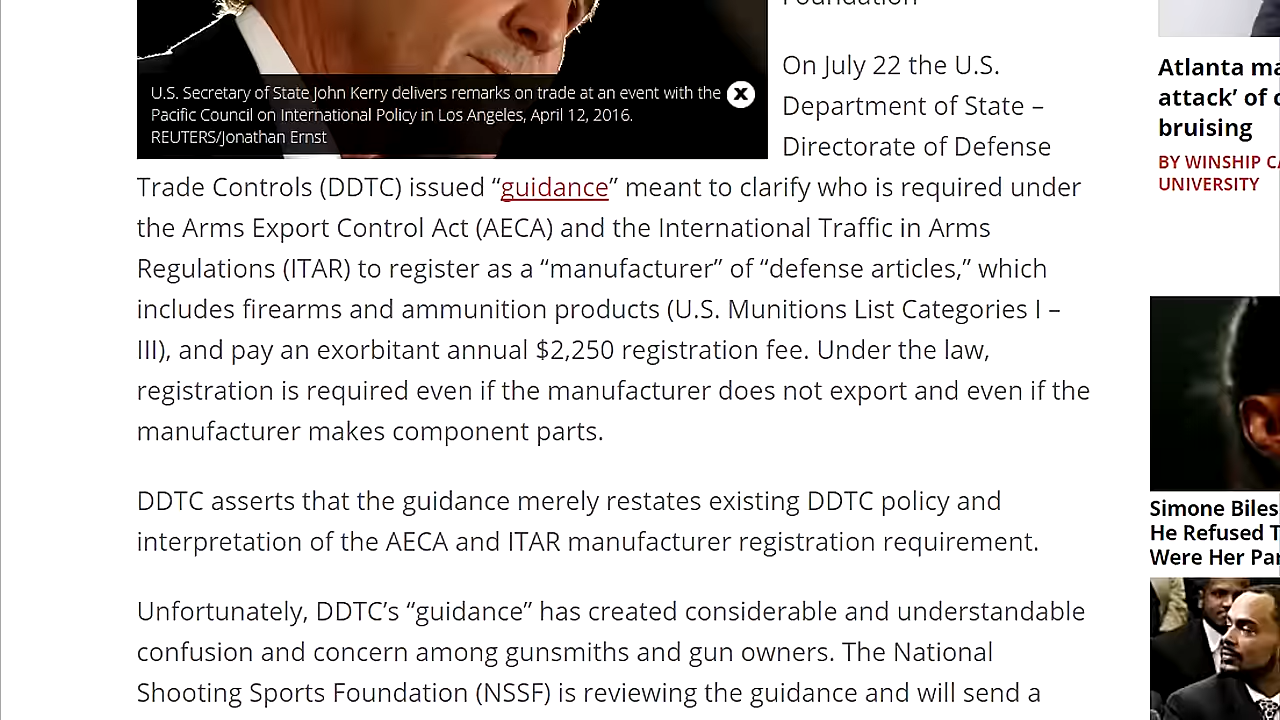 Foundation
On July 22 the U.S.
Department of State –
Directorate of Defense
U.S. Secretary of State John Kerry delivers remarks on trade at an event with the
Pacific Council on International Policy in Los Angeles, April 12, 2016.
REUTERS/Jonathan Ernst
Trade Controls (DDTC) issued “guidance” meant to clarify who is required under
the Arms Export Control Act (AECA) and the International Traffic in Arms
Regulations (ITAR) to register as a “manufacturer” of “defense articles,” which
includes firearms and ammunition products (U.S. Munitions List Categories I –
III), and pay an exorbitant annual $2,250 registration fee. Under the law,
registration is required even if the manufacturer does not export and even if the
manufacturer makes component parts.
DDTC asserts that the guidance merely restates existing DDTC policy and
interpretation of the AECA and ITAR manufacturer registration requirement.
Unfortunately, DDTC’s “guidance” has created considerable and understandable
confusion and concern among gunsmiths and gun owners. The National
Shooting Sports Foundation (NSSF) is reviewing the guidance and will send a
Atlanta ma
attack’ of
bruising
BY WINSHIP
UNIVERSITY
Simone Biles
He Refused
Were Her